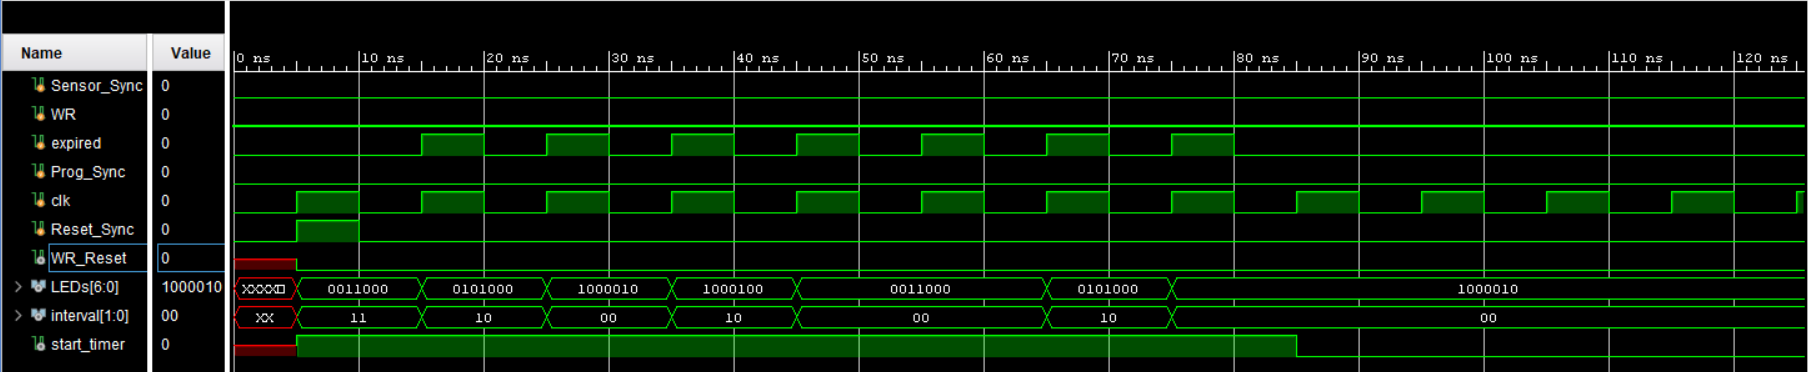 Name Value 0 ns 10 ns 20 ns 30 ns 40 ns 50 ns 60 ns 70 ns 80 ns 90 ns 100 ns 110 ns 120 ns
Sensor_Sync 0
WR 0
expired 0
Prog_Sync 0
clk 0
Reset_Sync 0
WR_Reset 0
LEDs[6:0] 1000010 XXXX 0011000 0101000 1000010 1000100 0011000 0101000 1000010
interval[1:0] 00 XX 11 10 00 10 00 10 00
start_timer 0